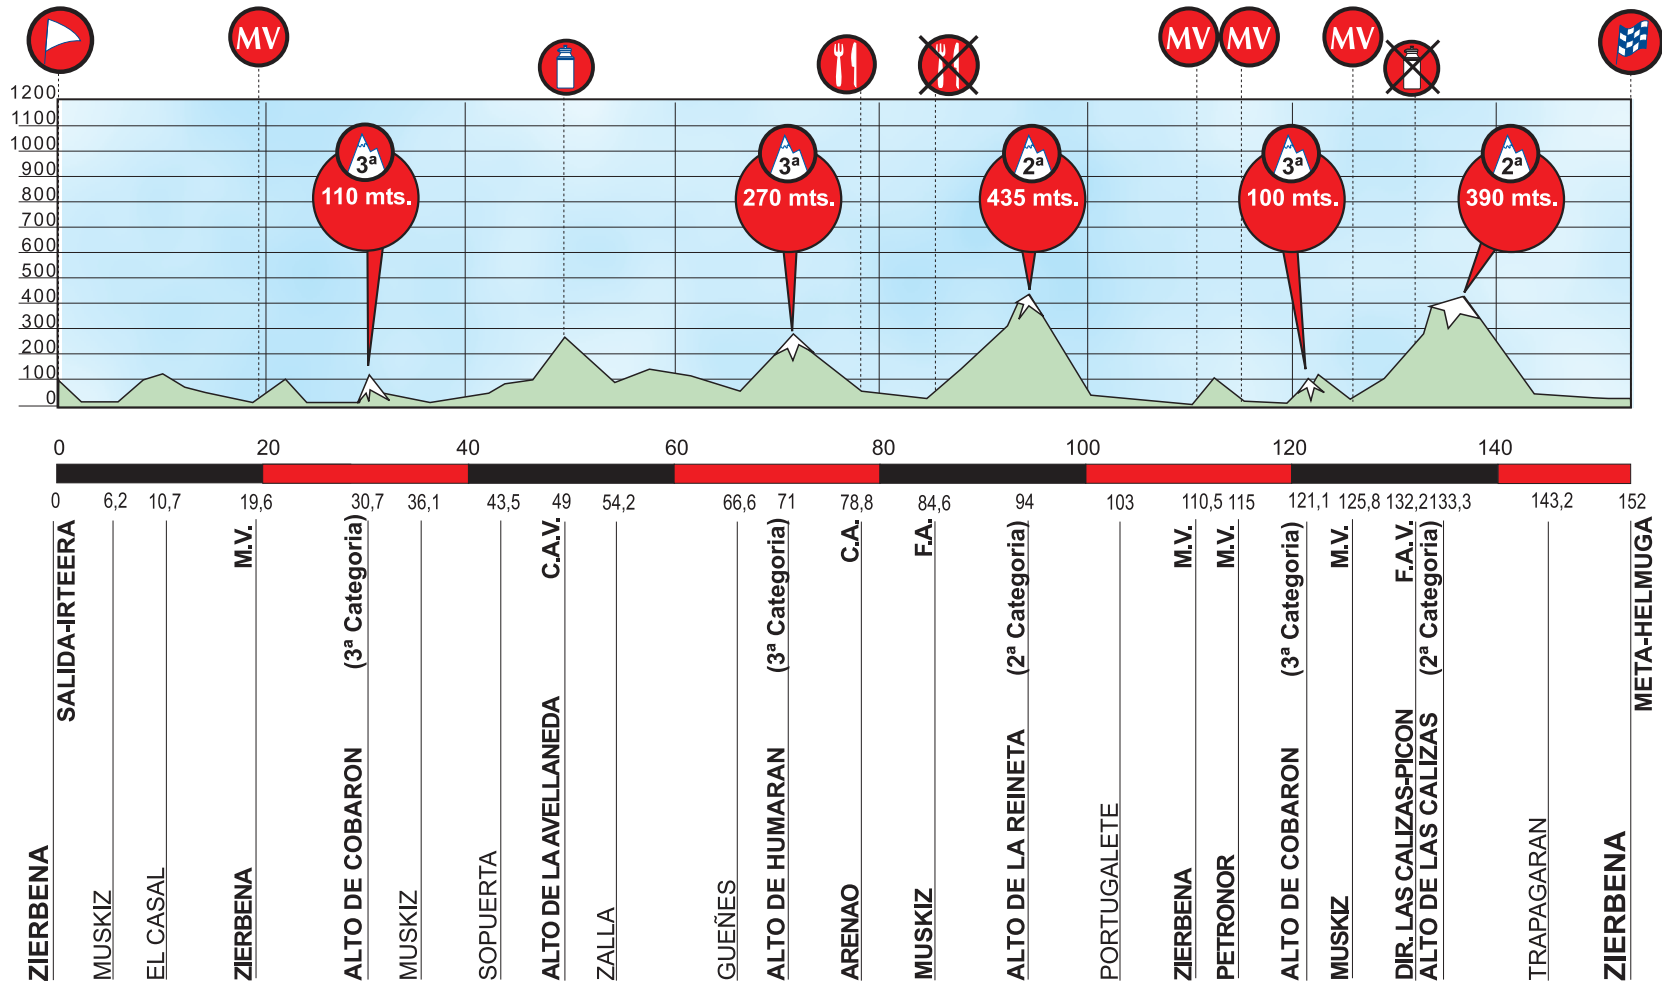 MV
MV
MV
MV
1200
1100
1000
900
800
700
600
500
400
300
200
100
0
3ª
110 mts.
3ª
270 mts.
2ª
435 mts.
3ª
100 mts.
2ª
390 mts.
0 20 40 60 80 100 120 140
0 6,2 10,7 19,6 30,7 36,1 43,5 49 54,2 66,6 71 78,8 84,6 94 103 110,5 115 121,1 125,8 132,2 133,3 143,2 152
ZIERBENA SALIDA-IRTEERA
MUSKIZ
EL CASAL
ZIERBENA M.V.
ALTO DE COBARON (3ª Categoria)
MUSKIZ
SOPUERTA
ALTO DE LA AVELLANEDA C.A.V.
ZALLA
GUEÑES
ALTO DE HUMARAN (3ª Categoria)
ARENAO C.A.
MUSKIZ F.A.
ALTO DE LA REINETA (2ª Categoria)
PORTUGALETE
ZIERBENA M.V.
PETRONOR M.V.
ALTO DE COBARON (3ª Categoria)
MUSKIZ M.V.
DIR. LAS CALIZAS-PICON F.A.V.
ALTO DE LAS CALIZAS (2ª Categoria)
TRAPAGARAN
ZIERBENA META-HELMUGA